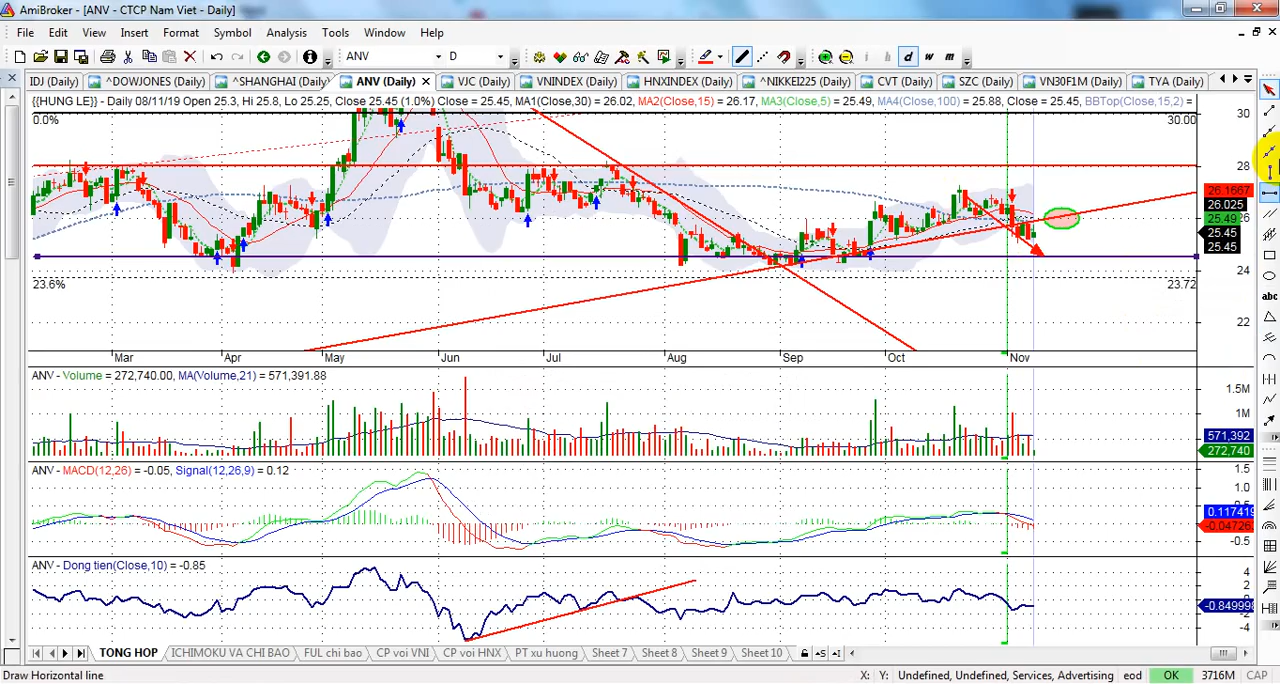 AmiBroker - [ANV - CTCP Nam Viet - Daily]
File Edit View Insert Format Symbol Analysis Tools Window Help
ANV D i h d w m
IDJ (Daily) ^DOWJONES (Daily) ^SHANGHAI (Daily) ANV (Daily) VJC (Daily) VNINDEX (Daily) HNXINDEX (Daily) ^NIKKEI225 (Daily) CVT (Daily) SZC (Daily) VN30F1M (Daily) TYA (Daily)
{{HUNG LE}} - Daily 08/11/19 Open 25.3, Hi 25.8, Lo 25.25, Close 25.45 (1.0%) Close = 25.45, MA1(Close,30) = 26.02, MA2(Close,15) = 26.17, MA3(Close,5) = 25.49, MA4(Close,100) = 25.88, Close = 25.45, BBTop(Close,15,2) =
0.0% 30.00 30
28
26.1667
26.025
26
25.49
25.45
25.45
24
23.6% 23.72
22
abc
Mar Apr May Jun Jul Aug Sep Oct Nov
ANV - Volume = 272,740.00, MA(Volume,21) = 571,391.88
1.5M
1M
571,392
272,740
ANV - MACD(12,26) = -0.05, Signal(12,26,9) = 0.12
1.5
1.0
0.5
0.117419
-0.04726
-0.5
ANV - Dong tien(Close,10) = -0.85
4
2
-0.849998
-4
TONG HOP ICHIMOKU VA CHI BAO FUL chi bao CP voi VNI CP voi HNX PT xu huong Sheet 7 Sheet 8 Sheet 9 Sheet 10
Draw Horizontal line X: Y: Undefined, Undefined, Services, Advertising eod OK 3716M CAP